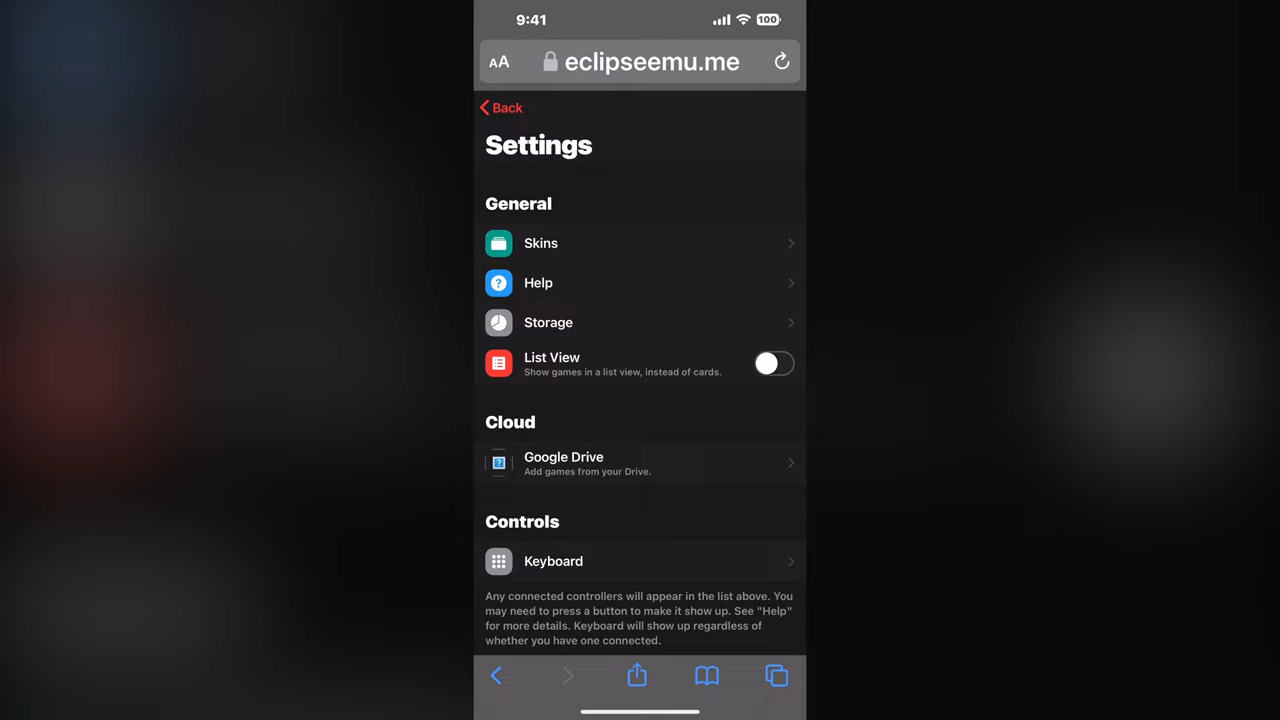 9:41
100
AA
eclipseemu.me
Back
Settings
General
Skins
Help
Storage
List View
Show games in a list view, instead of cards.
Cloud
Google Drive
Add games from your Drive.
Controls
Keyboard
Any connected controllers will appear in the list above. You
may need to press a button to make it show up. See "Help"
for more details. Keyboard will show up regardless of
whether you have one connected.